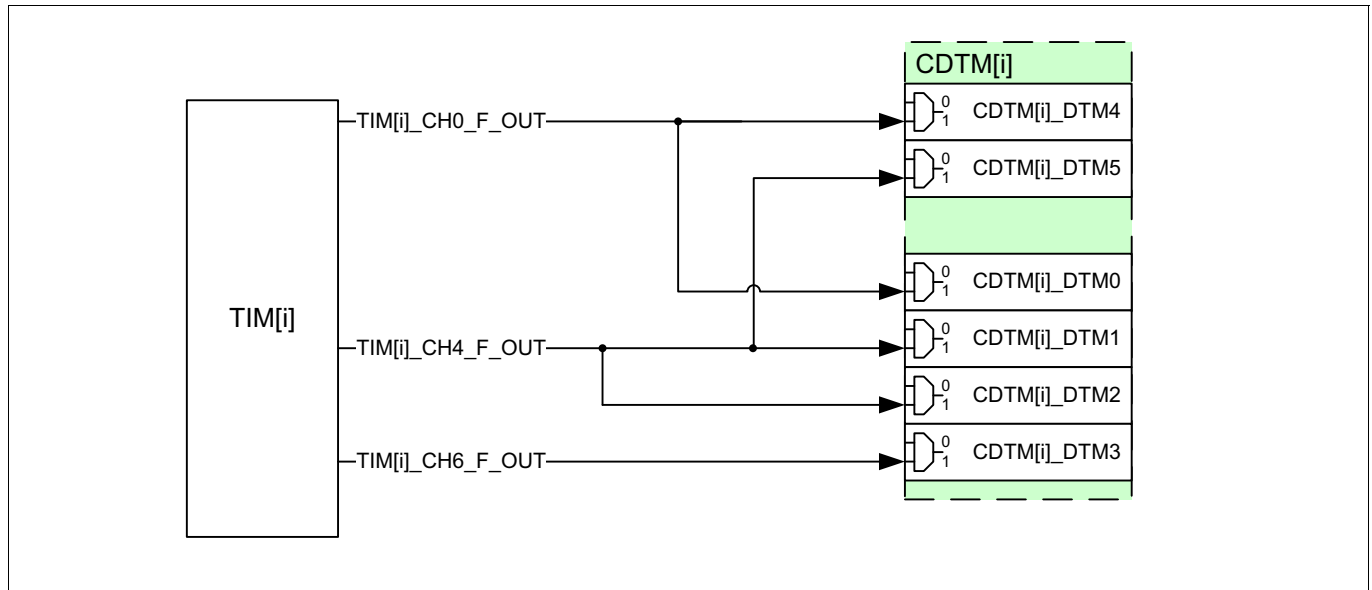 CDTM[i]
TIM[i]_CH0_F_OUT
0
1
CDTM[i]_DTM4
0
1
CDTM[i]_DTM5
0
1
CDTM[i]_DTM0
TIM[i]
TIM[i]_CH4_F_OUT
0
1
CDTM[i]_DTM1
0
1
CDTM[i]_DTM2
TIM[i]_CH6_F_OUT
0
1
CDTM[i]_DTM3